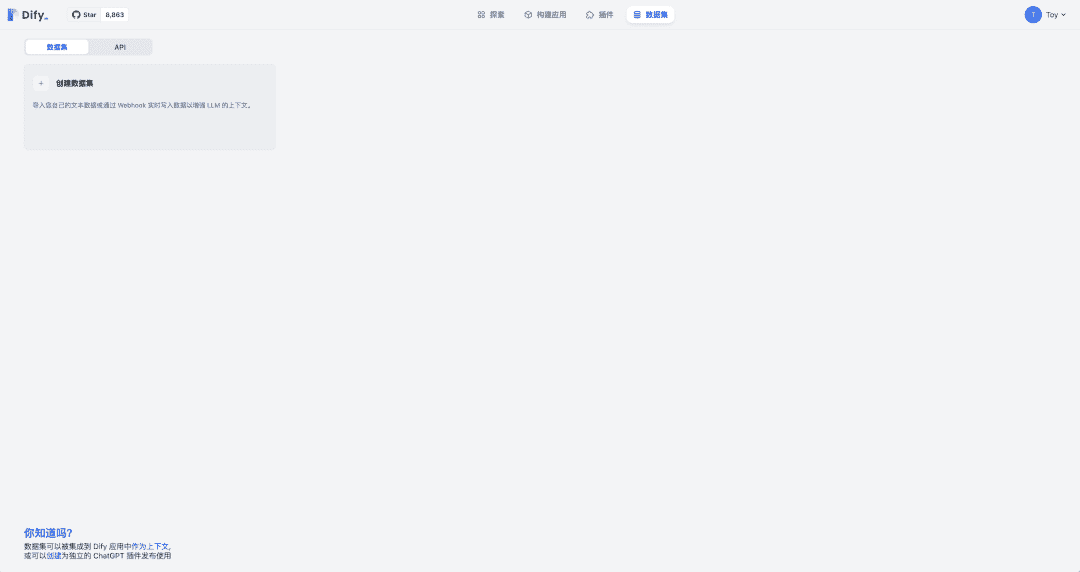 Dify
Star 8,863
探索
构建应用
插件
数据集
T
Toy
数据集
API
+ 创建数据集
导入您自己的文本数据或通过 Webhook 实时写入数据以增强 LLM 的上下文。
你知道吗?
数据集可以被集成到 Dify 应用中作为上下文,
或可以创建为独立的 ChatGPT 插件发布使用